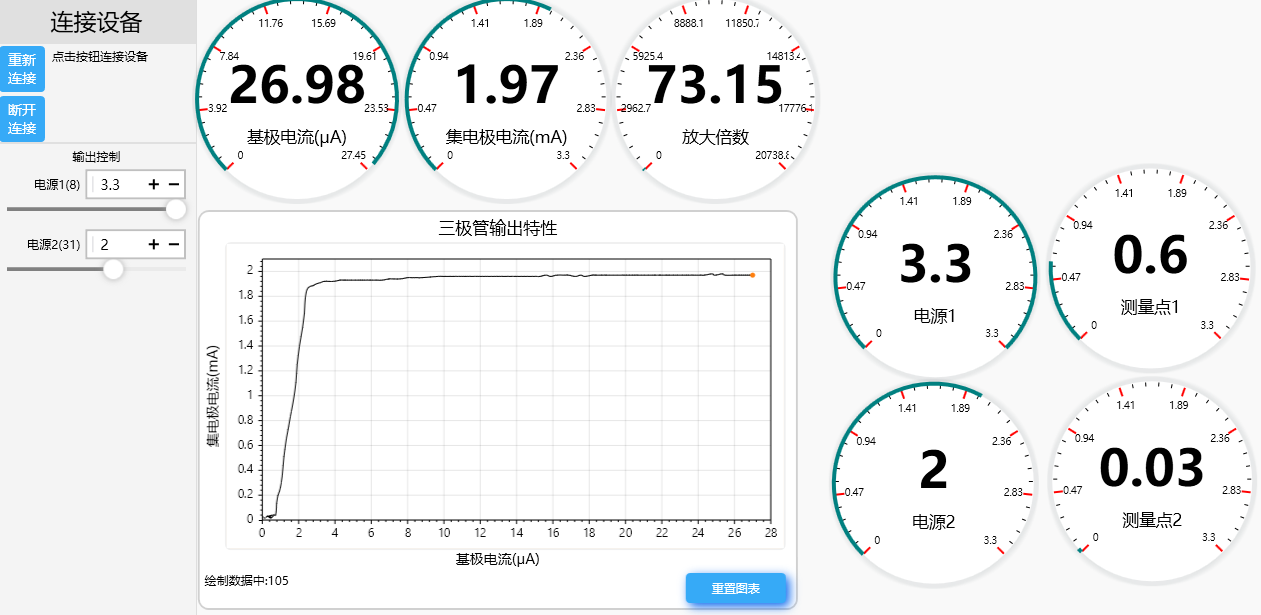 连接设备
重新
连接
点击按钮连接设备
断开
连接
输出控制
电源1(8)
3.3
+ −
电源2(31)
2
+ −
11.76 15.69
7.84 19.61
26.98
3.92 23.53
基极电流(μA)
0 27.45
1.41 1.89
0.94 2.36
1.97
0.47 2.83
集电极电流(mA)
0 3.3
8888.1 11850.7
5925.4 14813.4
73.15
2962.7 17776.1
放大倍数
0 20738.8
三极管输出特性
集电极电流(mA)
2
1.8
1.6
1.4
1.2
1
0.8
0.6
0.4
0.2
0
0 2 4 6 8 10 12 14 16 18 20 22 24 26 28
基极电流(μA)
绘制数据中:105
重置图表
1.41 1.89
0.94 2.36
3.3
0.47 2.83
电源1
0 3.3
1.41 1.89
0.94 2.36
0.6
0.47 2.83
测量点1
0 3.3
1.41 1.89
0.94 2.36
2
0.47 2.83
电源2
0 3.3
1.41 1.89
0.94 2.36
0.03
0.47 2.83
测量点2
0 3.3